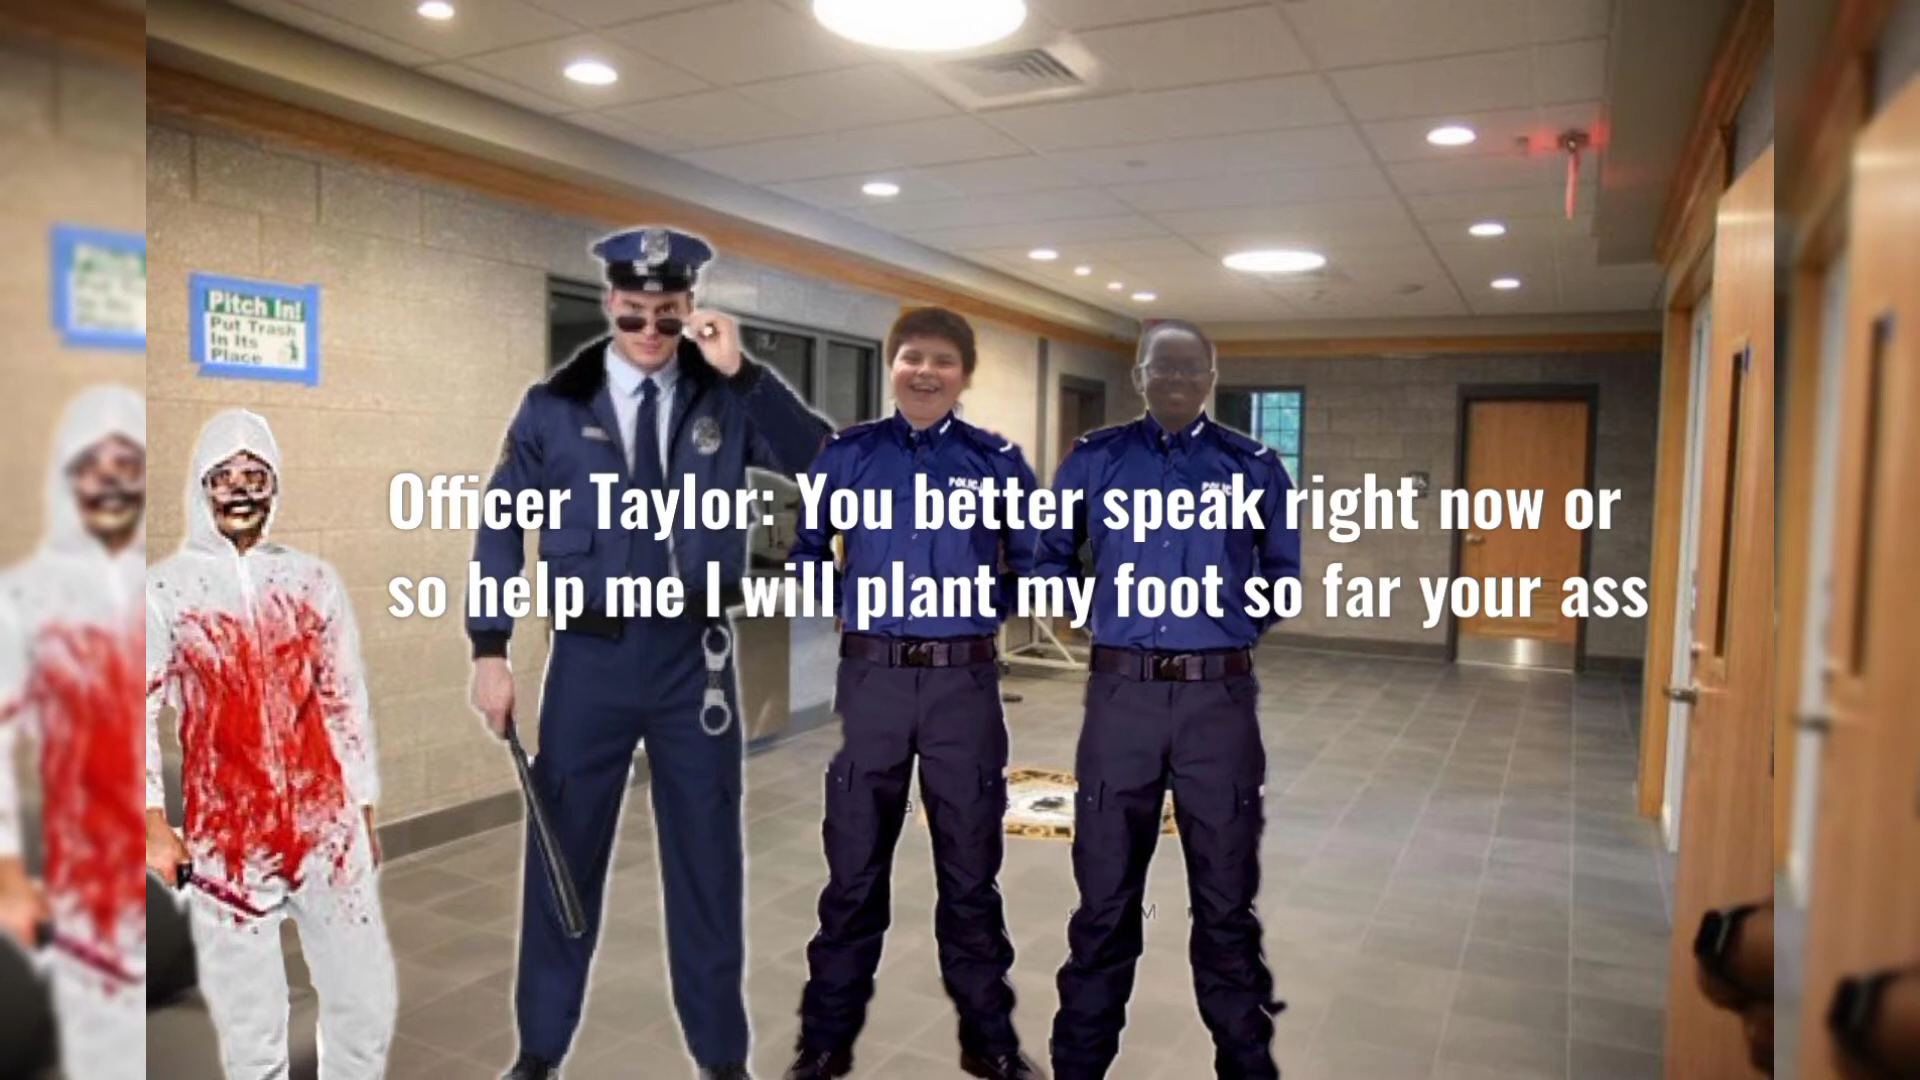 Pitch In!
Put Trash
In Its
Place
Officer Taylor: You better speak right now or
so help me I will plant my foot so far your ass